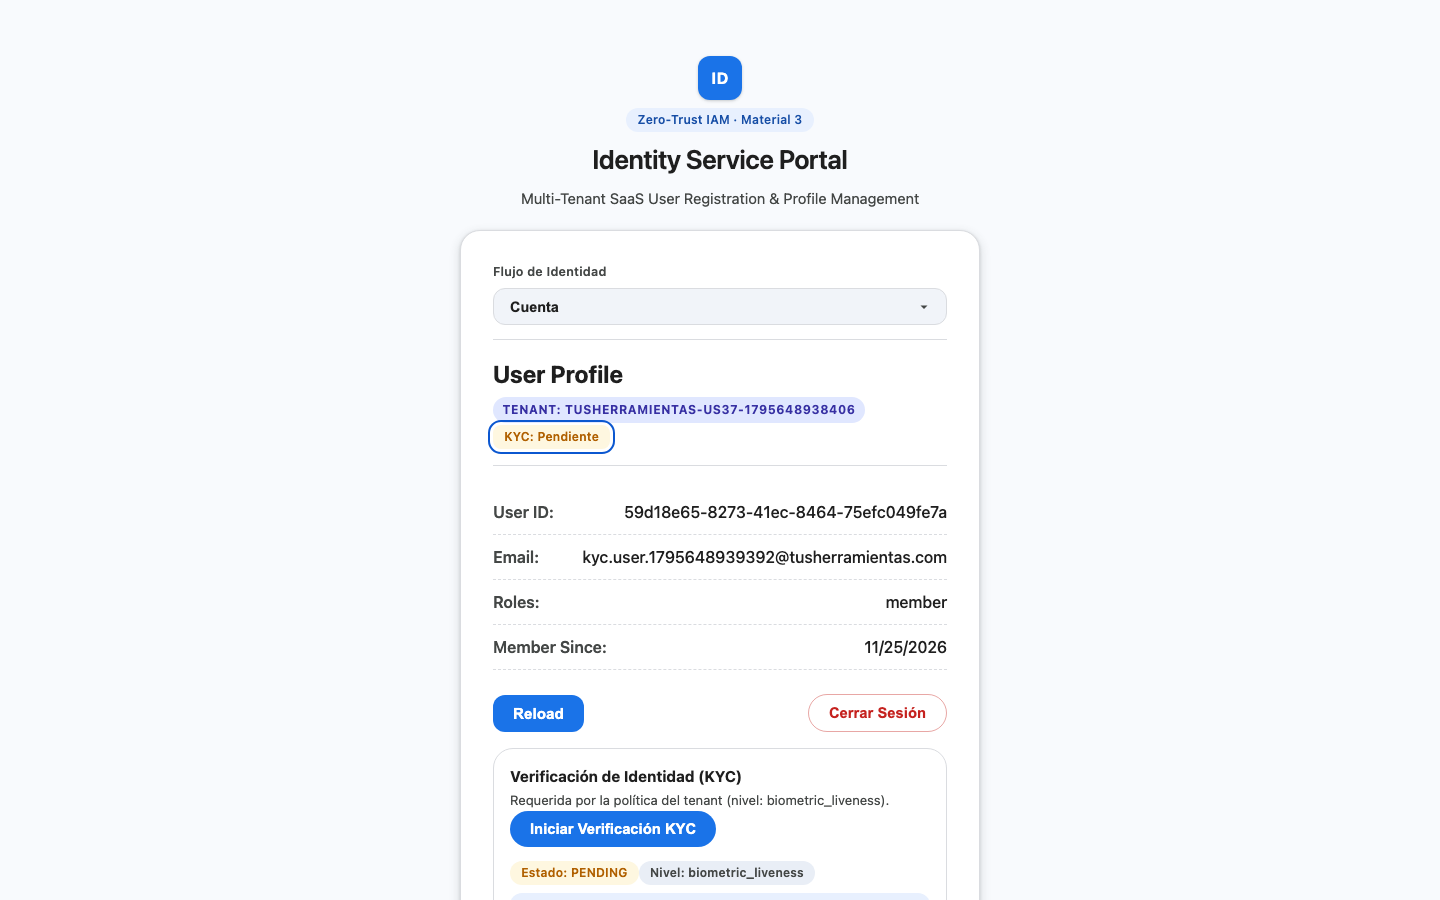 ID
Zero-Trust IAM · Material 3
Identity Service Portal
Multi-Tenant SaaS User Registration & Profile Management
Flujo de Identidad
Cuenta
User Profile
TENANT: TUSHERRAMIENTAS-US37-1795648938406
KYC: Pendiente
User ID: 59d18e65-8273-41ec-8464-75efc049fe7a
Email: kyc.user.1795648939392@tusherramientas.com
Roles: member
Member Since: 11/25/2026
Reload Cerrar Sesión
Verificación de Identidad (KYC)
Requerida por la política del tenant (nivel: biometric_liveness).
Iniciar Verificación KYC
Estado: PENDING Nivel: biometric_liveness